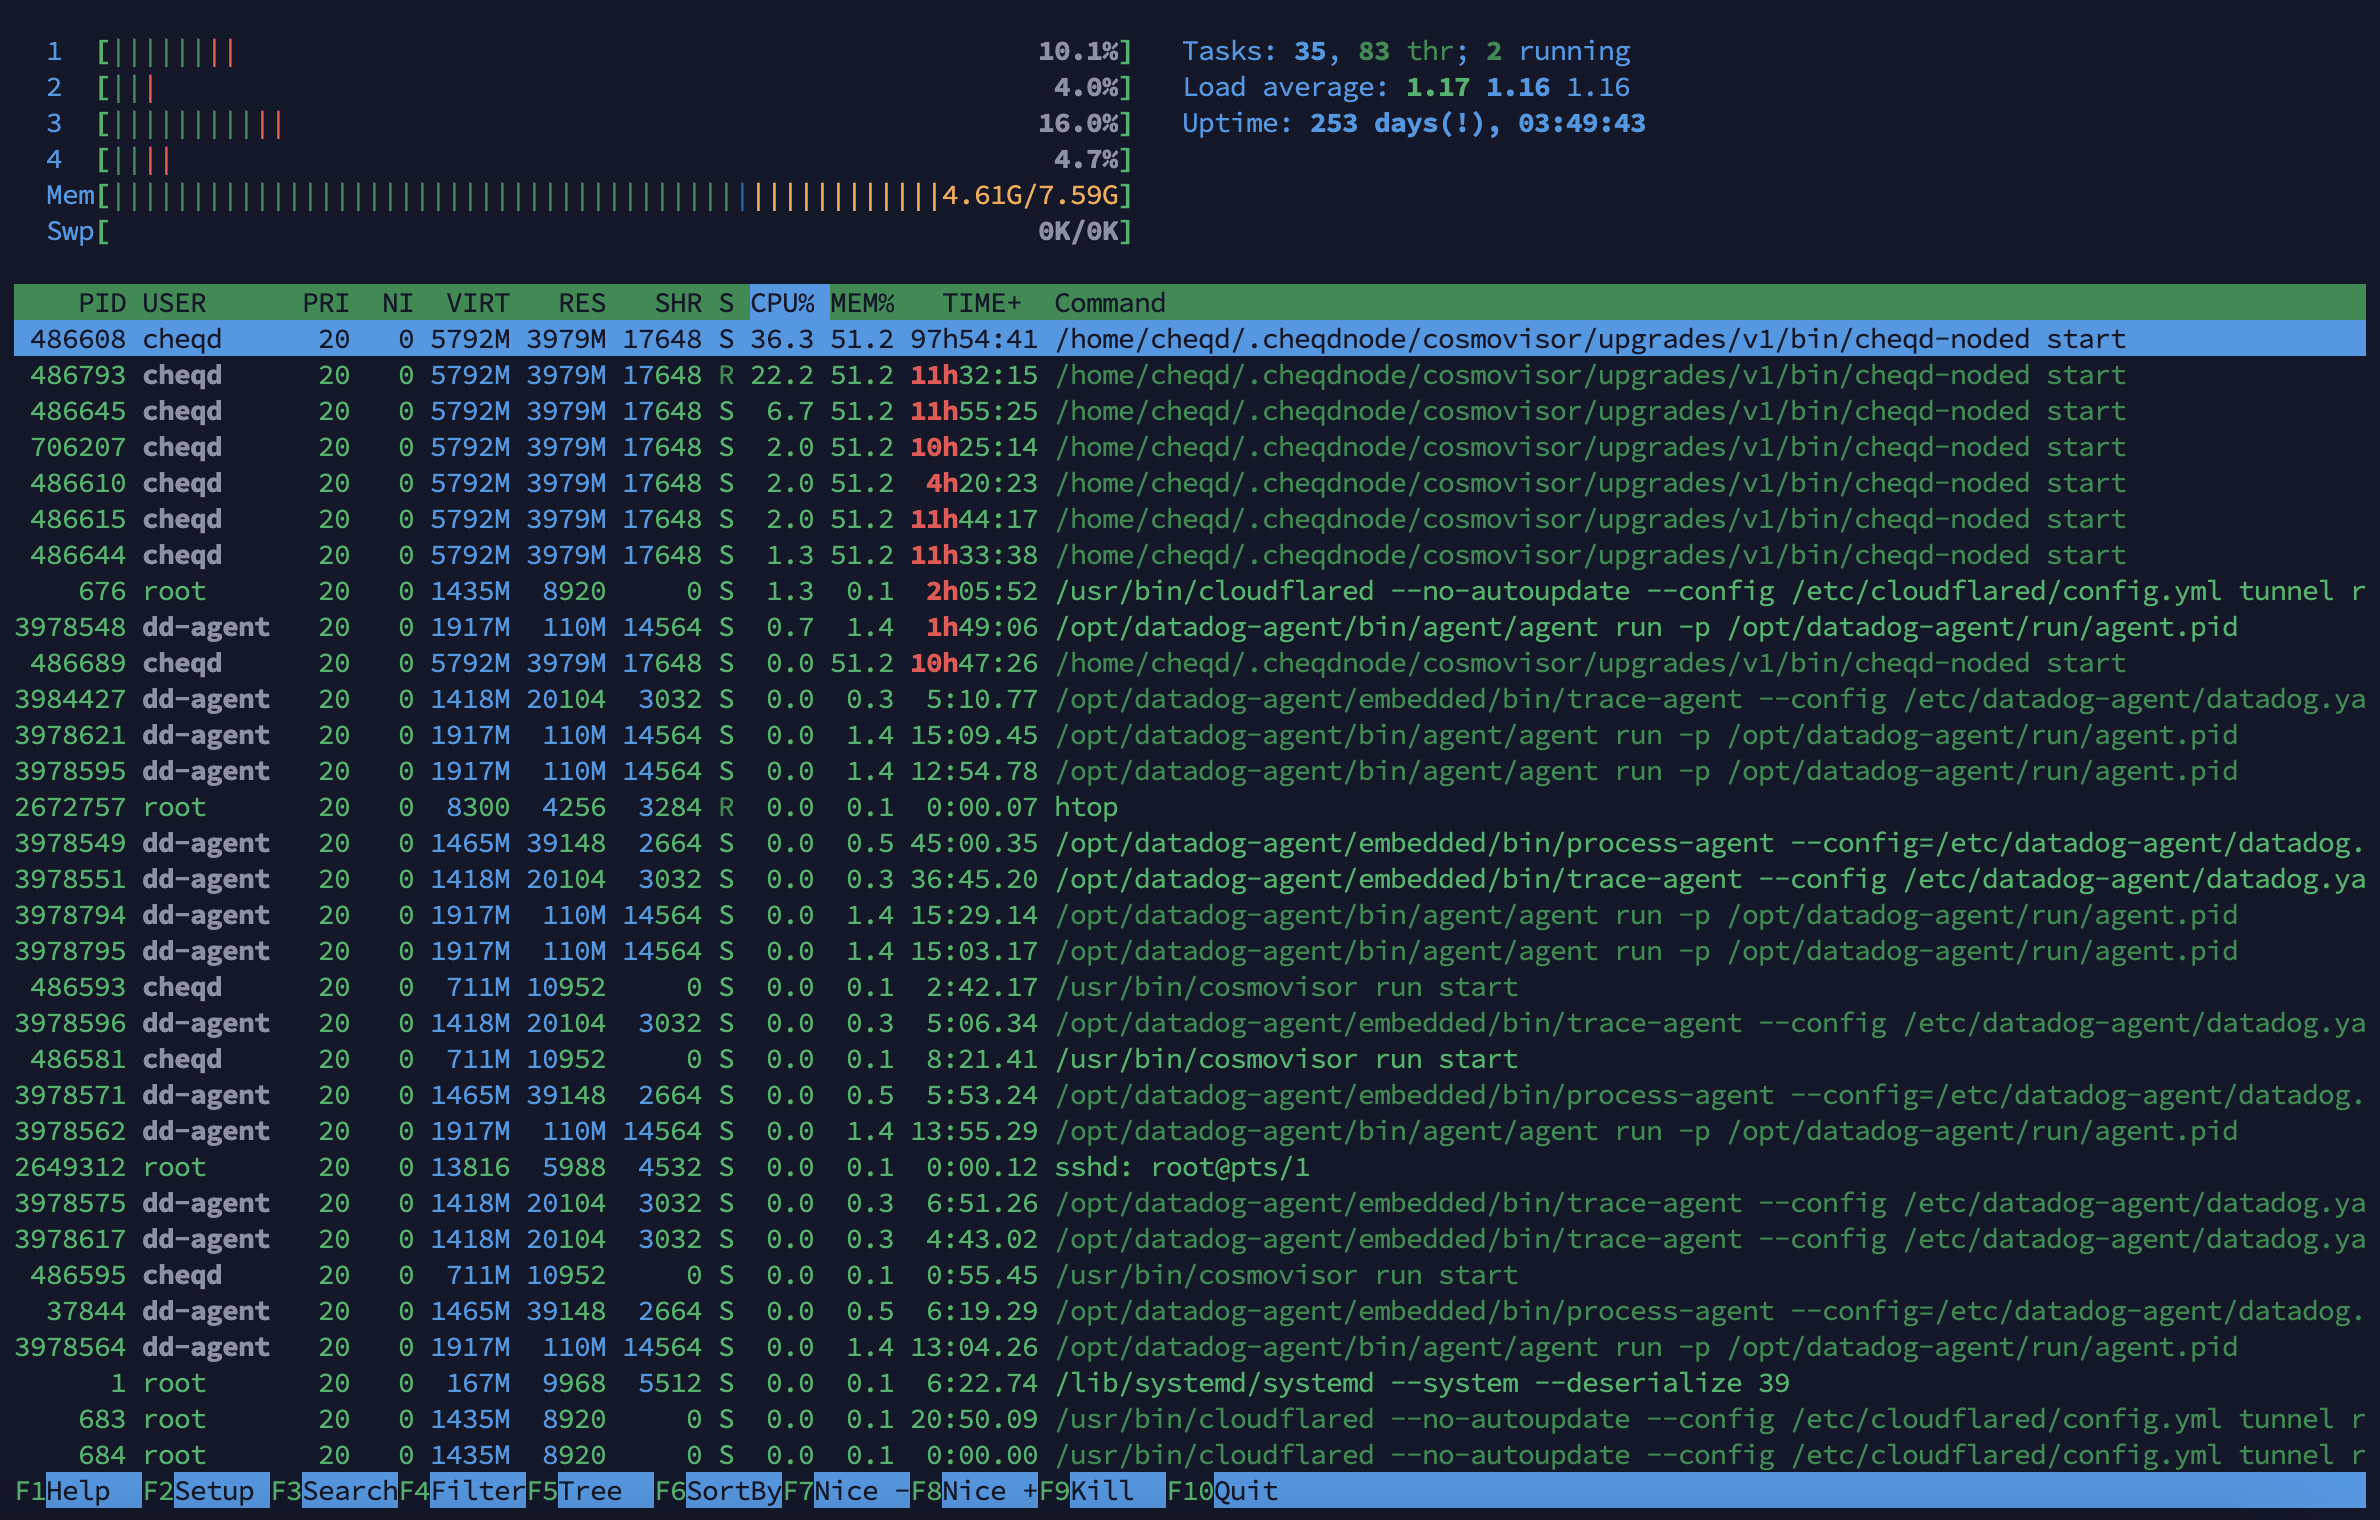 1 [||||||||| 10.1%] Tasks: 35, 83 thr; 2 running
2 [||| 4.0%] Load average: 1.17 1.16 1.16
3 [||||||||||| 16.0%] Uptime: 253 days(!), 03:49:43
4 [|||| 4.7%]
Mem[||||||||||||||||||||||||||||||||||||||||||||||||||||4.61G/7.59G]
Swp[ 0K/0K]
PID USER PRI NI VIRT RES SHR S CPU% MEM% TIME+ Command
486608 cheqd 20 0 5792M 3979M 17648 S 36.3 51.2 97h54:41 /home/cheqd/.cheqdnode/cosmovisor/upgrades/v1/bin/cheqd-noded start
486793 cheqd 20 0 5792M 3979M 17648 R 22.2 51.2 11h32:15 /home/cheqd/.cheqdnode/cosmovisor/upgrades/v1/bin/cheqd-noded start
486645 cheqd 20 0 5792M 3979M 17648 S 6.7 51.2 11h55:25 /home/cheqd/.cheqdnode/cosmovisor/upgrades/v1/bin/cheqd-noded start
706207 cheqd 20 0 5792M 3979M 17648 S 2.0 51.2 10h25:14 /home/cheqd/.cheqdnode/cosmovisor/upgrades/v1/bin/cheqd-noded start
486610 cheqd 20 0 5792M 3979M 17648 S 2.0 51.2 4h20:23 /home/cheqd/.cheqdnode/cosmovisor/upgrades/v1/bin/cheqd-noded start
486615 cheqd 20 0 5792M 3979M 17648 S 2.0 51.2 11h44:17 /home/cheqd/.cheqdnode/cosmovisor/upgrades/v1/bin/cheqd-noded start
486644 cheqd 20 0 5792M 3979M 17648 S 1.3 51.2 11h33:38 /home/cheqd/.cheqdnode/cosmovisor/upgrades/v1/bin/cheqd-noded start
676 root 20 0 1435M 8920 0 S 1.3 0.1 2h05:52 /usr/bin/cloudflared --no-autoupdate --config /etc/cloudflared/config.yml tunnel r
3978548 dd-agent 20 0 1917M 110M 14564 S 0.7 1.4 1h49:06 /opt/datadog-agent/bin/agent/agent run -p /opt/datadog-agent/run/agent.pid
486689 cheqd 20 0 5792M 3979M 17648 S 0.0 51.2 10h47:26 /home/cheqd/.cheqdnode/cosmovisor/upgrades/v1/bin/cheqd-noded start
3984427 dd-agent 20 0 1418M 20104 3032 S 0.0 0.3 5:10.77 /opt/datadog-agent/embedded/bin/trace-agent --config /etc/datadog-agent/datadog.ya
3978621 dd-agent 20 0 1917M 110M 14564 S 0.0 1.4 15:09.45 /opt/datadog-agent/bin/agent/agent run -p /opt/datadog-agent/run/agent.pid
3978595 dd-agent 20 0 1917M 110M 14564 S 0.0 1.4 12:54.78 /opt/datadog-agent/bin/agent/agent run -p /opt/datadog-agent/run/agent.pid
2672757 root 20 0 8300 4256 3284 R 0.0 0.1 0:00.07 htop
3978549 dd-agent 20 0 1465M 39148 2664 S 0.0 0.5 45:00.35 /opt/datadog-agent/embedded/bin/process-agent --config=/etc/datadog-agent/datadog.
3978551 dd-agent 20 0 1418M 20104 3032 S 0.0 0.3 36:45.20 /opt/datadog-agent/embedded/bin/trace-agent --config /etc/datadog-agent/datadog.ya
3978794 dd-agent 20 0 1917M 110M 14564 S 0.0 1.4 15:29.14 /opt/datadog-agent/bin/agent/agent run -p /opt/datadog-agent/run/agent.pid
3978795 dd-agent 20 0 1917M 110M 14564 S 0.0 1.4 15:03.17 /opt/datadog-agent/bin/agent/agent run -p /opt/datadog-agent/run/agent.pid
486593 cheqd 20 0 711M 10952 0 S 0.0 0.1 2:42.17 /usr/bin/cosmovisor run start
3978596 dd-agent 20 0 1418M 20104 3032 S 0.0 0.3 5:06.34 /opt/datadog-agent/embedded/bin/trace-agent --config /etc/datadog-agent/datadog.ya
486581 cheqd 20 0 711M 10952 0 S 0.0 0.1 8:21.41 /usr/bin/cosmovisor run start
3978571 dd-agent 20 0 1465M 39148 2664 S 0.0 0.5 5:53.24 /opt/datadog-agent/embedded/bin/process-agent --config=/etc/datadog-agent/datadog.
3978562 dd-agent 20 0 1917M 110M 14564 S 0.0 1.4 13:55.29 /opt/datadog-agent/bin/agent/agent run -p /opt/datadog-agent/run/agent.pid
2649312 root 20 0 13816 5988 4532 S 0.0 0.1 0:00.12 sshd: root@pts/1
3978575 dd-agent 20 0 1418M 20104 3032 S 0.0 0.3 6:51.26 /opt/datadog-agent/embedded/bin/trace-agent --config /etc/datadog-agent/datadog.ya
3978617 dd-agent 20 0 1418M 20104 3032 S 0.0 0.3 4:43.02 /opt/datadog-agent/embedded/bin/trace-agent --config /etc/datadog-agent/datadog.ya
486595 cheqd 20 0 711M 10952 0 S 0.0 0.1 0:55.45 /usr/bin/cosmovisor run start
37844 dd-agent 20 0 1465M 39148 2664 S 0.0 0.5 6:19.29 /opt/datadog-agent/embedded/bin/process-agent --config=/etc/datadog-agent/datadog.
3978564 dd-agent 20 0 1917M 110M 14564 S 0.0 1.4 13:04.26 /opt/datadog-agent/bin/agent/agent run -p /opt/datadog-agent/run/agent.pid
1 root 20 0 167M 9968 5512 S 0.0 0.1 6:22.74 /lib/systemd/systemd --system --deserialize 39
683 root 20 0 1435M 8920 0 S 0.0 0.1 20:50.09 /usr/bin/cloudflared --no-autoupdate --config /etc/cloudflared/config.yml tunnel r
684 root 20 0 1435M 8920 0 S 0.0 0.1 0:00.00 /usr/bin/cloudflared --no-autoupdate --config /etc/cloudflared/config.yml tunnel r
F1Help F2Setup F3SearchF4FilterF5Tree F6SortByF7Nice -F8Nice +F9Kill F10Quit